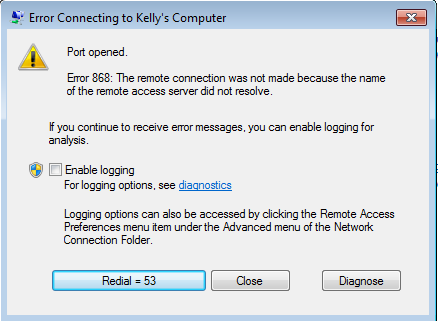 Error Connecting to Kelly's Computer
Port opened.
Error 868: The remote connection was not made because the name
of the remote access server did not resolve.
If you continue to receive error messages, you can enable logging for
analysis.
Enable logging
For logging options, see diagnostics
Logging options can also be accessed by clicking the Remote Access
Preferences menu item under the Advanced menu of the Network
Connection Folder.
Redial = 53
Close
Diagnose